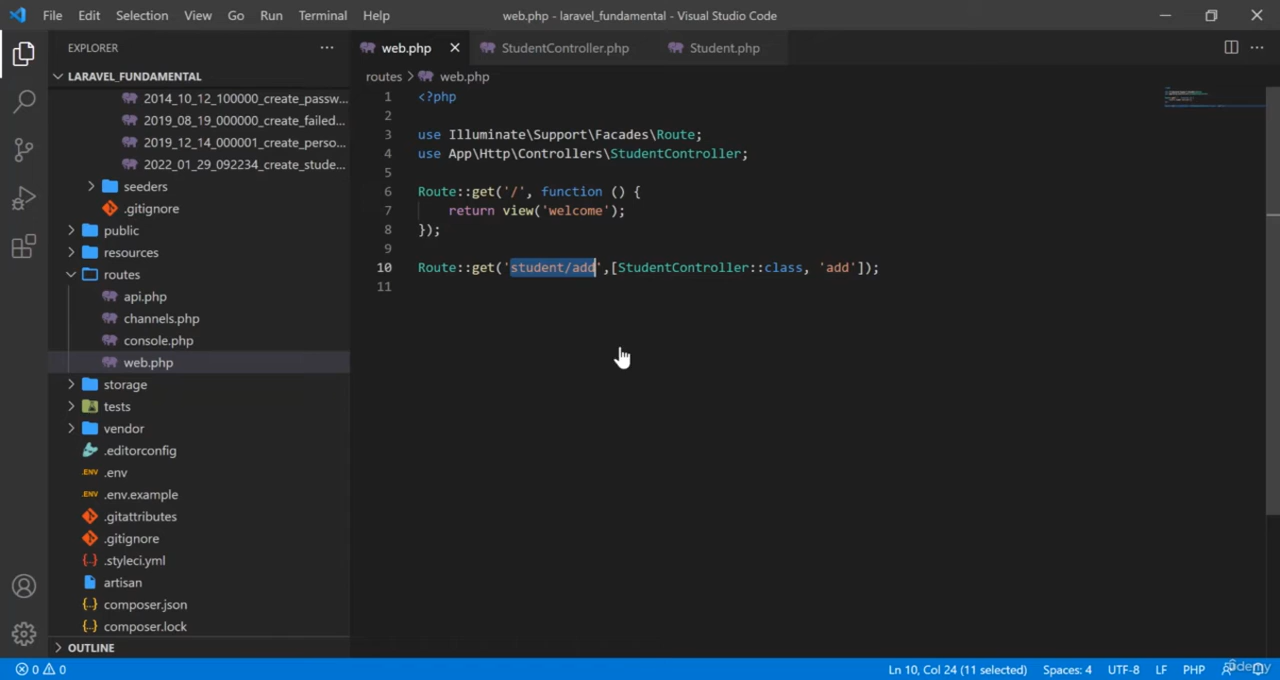 File Edit Selection View Go Run Terminal Help web.php - laravel_fundamental - Visual Studio Code
EXPLORER
LARAVEL_FUNDAMENTAL
2014_10_12_100000_create_passw...
2019_08_19_000000_create_failed...
2019_12_14_000001_create_perso...
2022_01_29_092234_create_stude...
seeders
.gitignore
public
resources
routes
api.php
channels.php
console.php
web.php
storage
tests
vendor
.editorconfig
.env
.env.example
.gitattributes
.gitignore
.styleci.yml
artisan
composer.json
composer.lock
OUTLINE
web.php StudentController.php Student.php
routes > web.php
1 <?php
2
3 use Illuminate\Support\Facades\Route;
4 use App\Http\Controllers\StudentController;
5
6 Route::get('/', function () {
7 return view('welcome');
8 });
9
10 Route::get('student/add',[StudentController::class, 'add']);
11
0 0 Ln 10, Col 24 (11 selected) Spaces: 4 UTF-8 LF PHP
Udemy